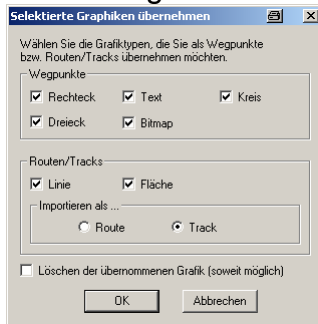 Selektierte Graphiken übernehmen
Wählen Sie die Grafiktypen, die Sie als Wegpunkte
bzw. Routen/Tracks übernehmen möchten.
Wegpunkte
Rechteck Text Kreis
Dreieck Bitmap
Routen/Tracks
Linie Fläche
Importieren als ...
Route Track
Löschen der übernommenen Grafik (soweit möglich)
OK Abbrechen